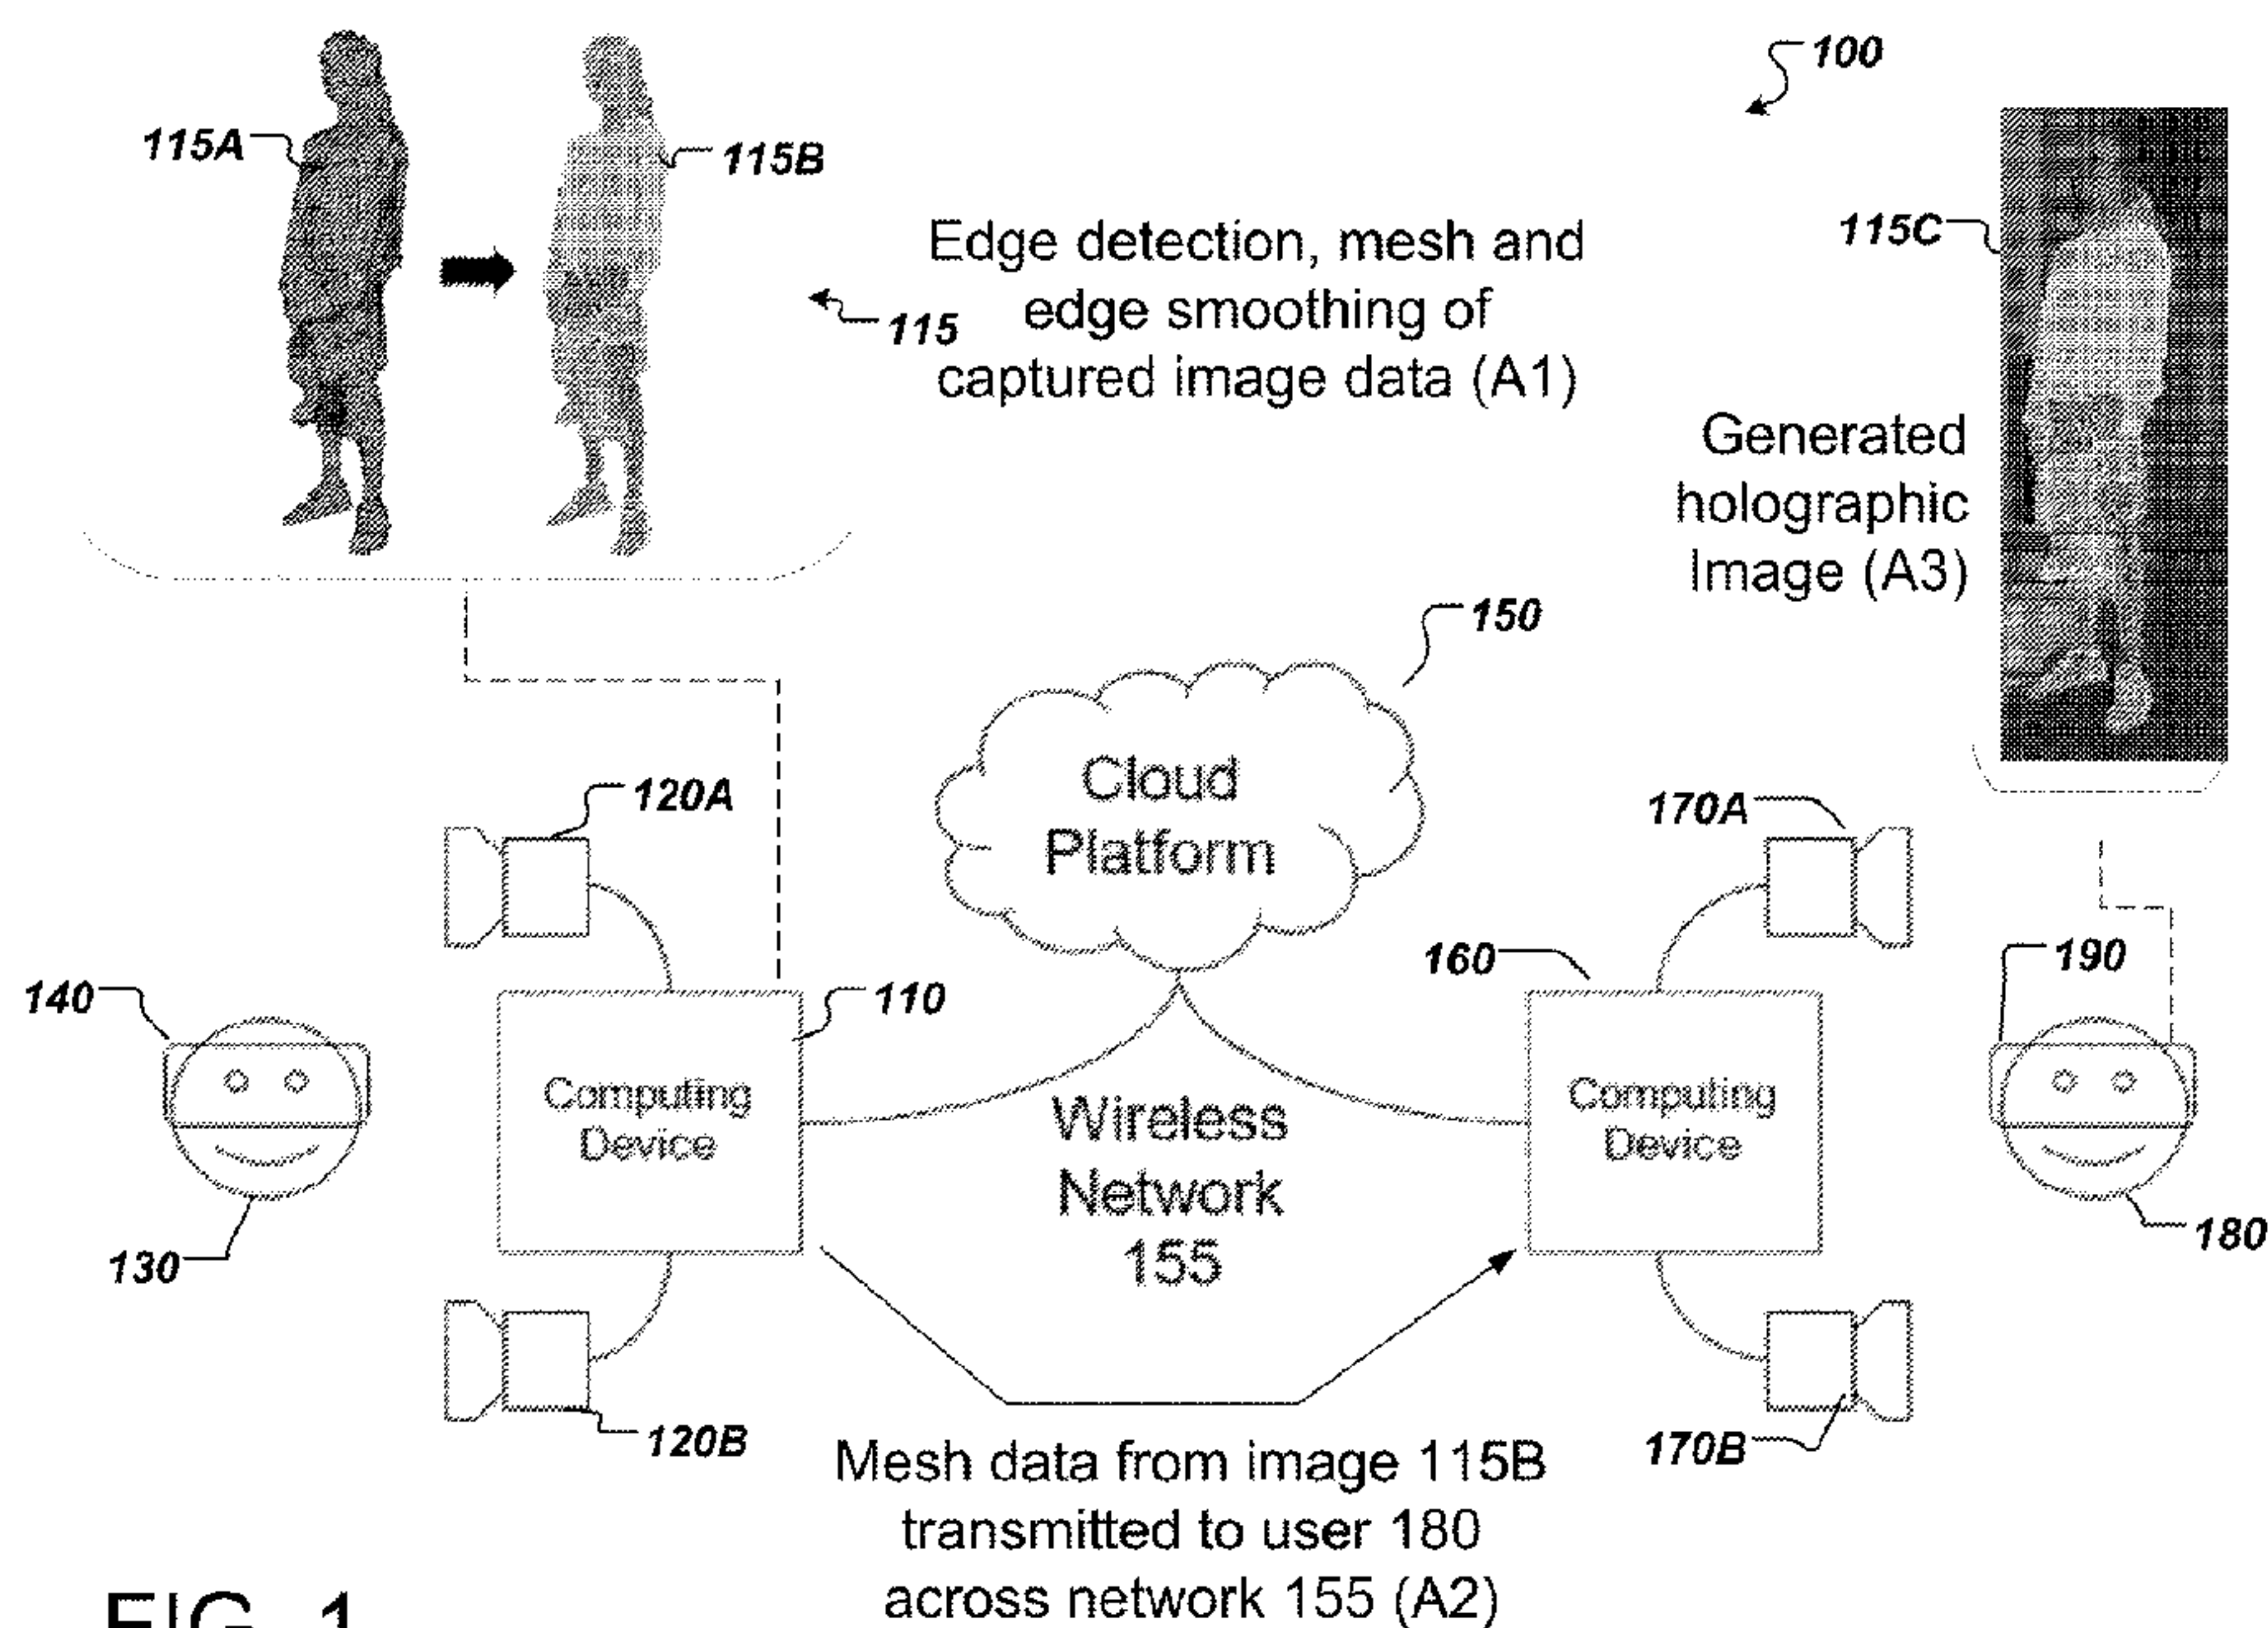 100
115A
115B
115C
Edge detection, mesh and
edge smoothing of
captured image data (A1)
115
Generated
holographic
Image (A3)
150
Cloud
Platform
120A
170A
140
110
160
190
Computing
Device
Wireless
Network
155
Computing
Device
130
180
120B
170B
Mesh data from image 115B
transmitted to user 180
across network 155 (A2)
FIG. 1